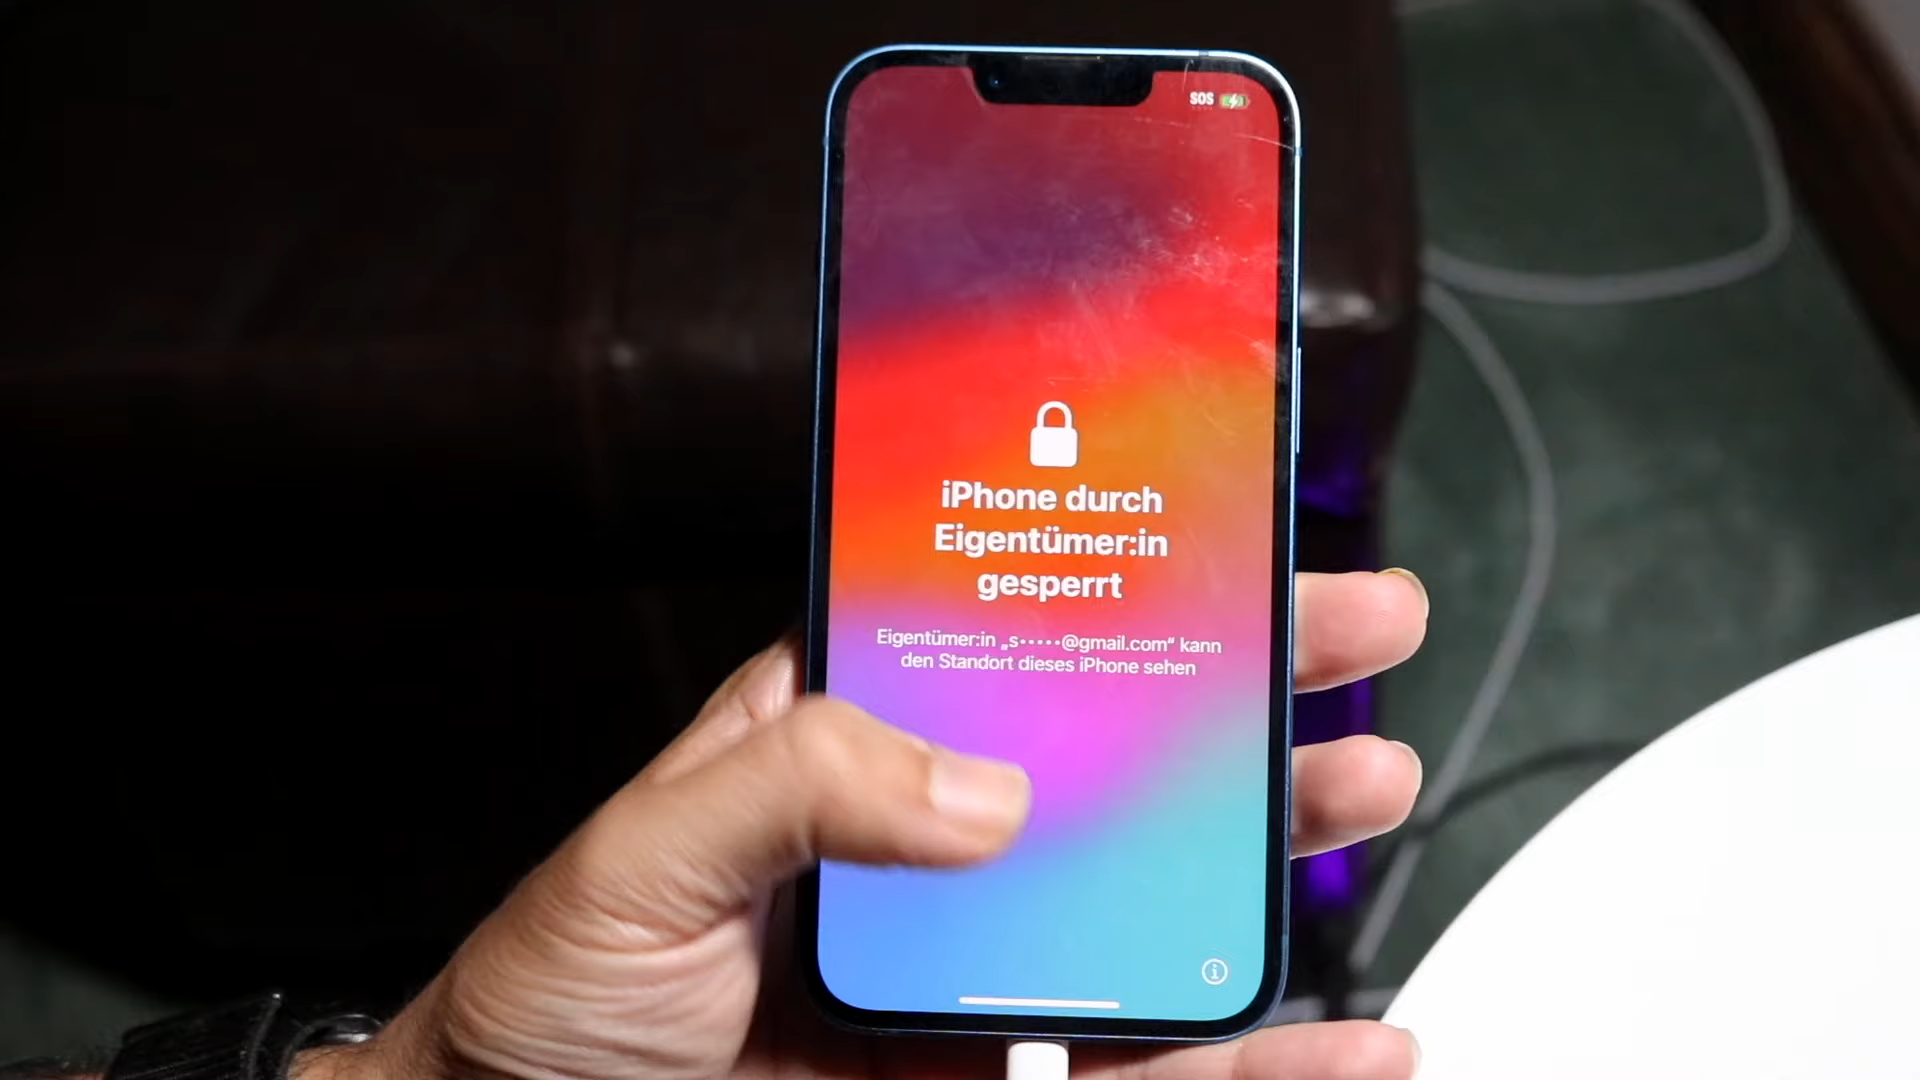 SOS
iPhone durch
Eigentümer:in
gesperrt
Eigentümer:in „s•••••@gmail.com“ kann
den Standort dieses iPhone sehen